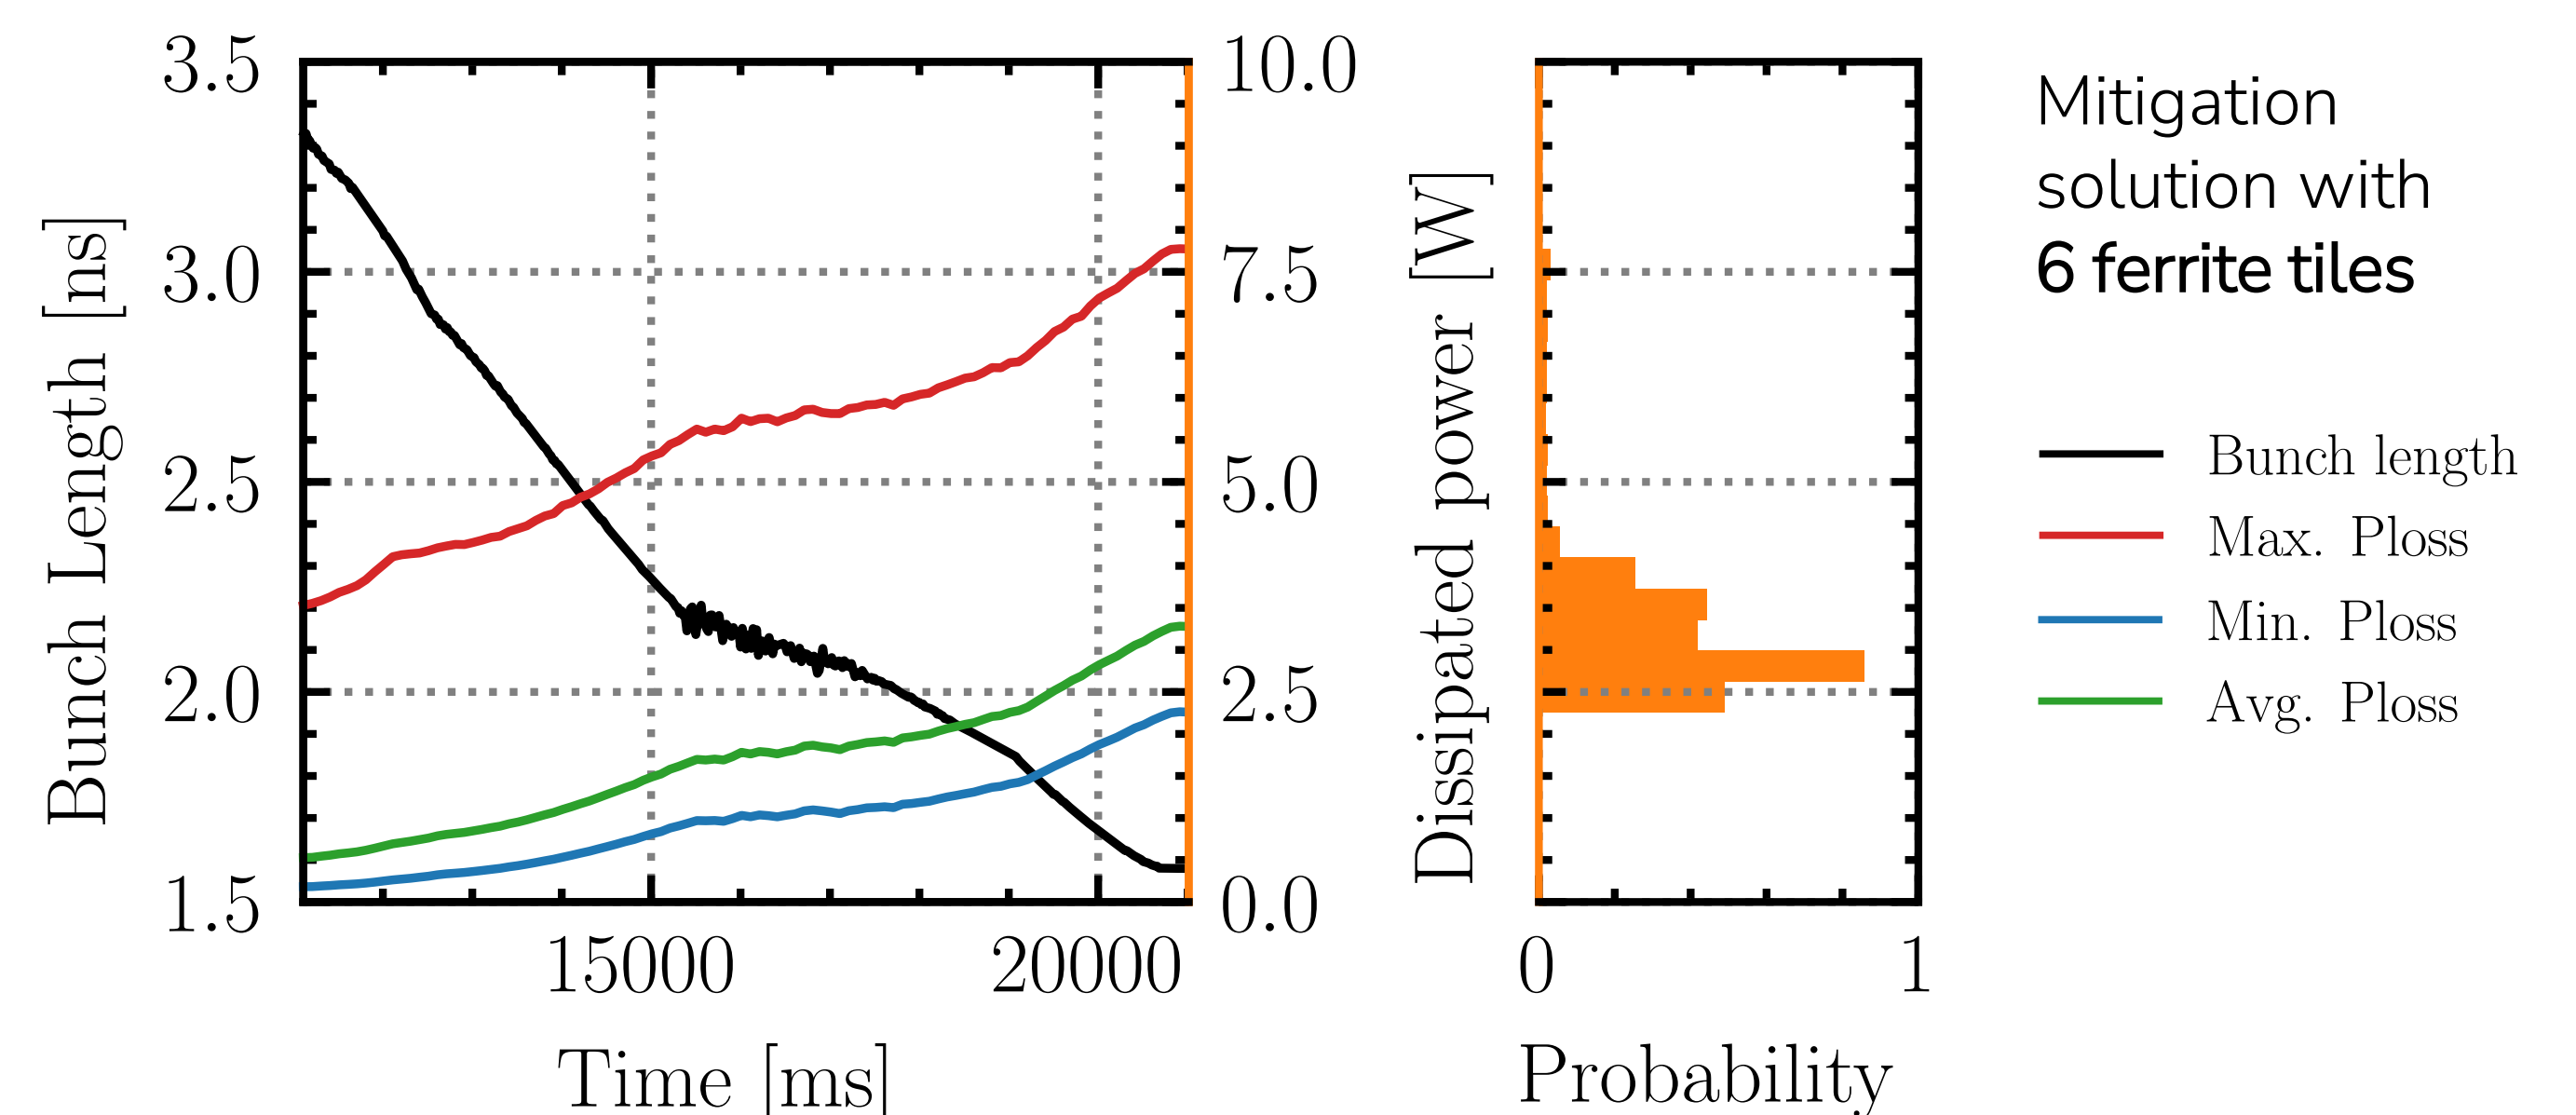 3.5
3.0
2.5
2.0
1.5
Bunch Length [ns]
15000
20000
Time [ms]
10.0
7.5
5.0
2.5
0.0
Dissipated power [W]
0
1
Probability
Mitigation
solution with
6 ferrite tiles
Bunch length
Max. Ploss
Min. Ploss
Avg. Ploss